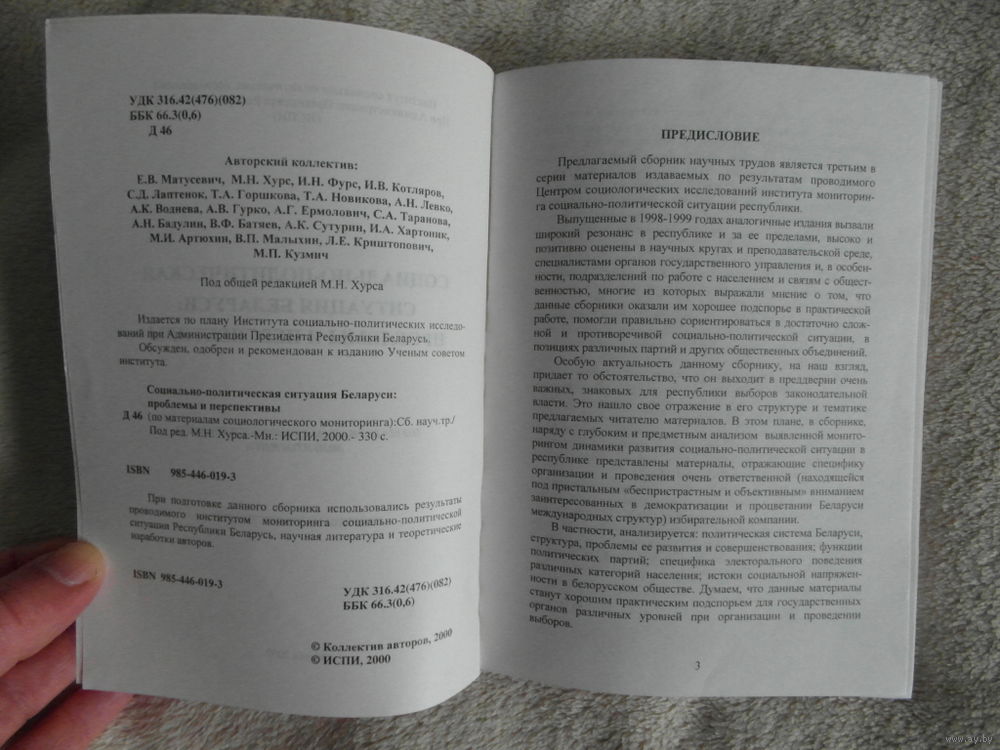 УДК 316.42(476)(082)
ББК 66.3(0,6)
Д 46
Авторский коллектив:
Е.В. Матусевич, М.Н. Хурс, И.Н. Фурс, И.В. Котляров,
С.Д. Лаптенок, Т.А. Горшкова, Т.А. Новикова, А.Н. Левко,
А.К. Воднева, А.В. Гурко, А.Г. Ермолович, С.А. Таранова,
А.Н. Бадулин, В.Ф. Батяев, А.К. Сутурин, И.А. Хартоник,
М.И. Артюхин, В.П. Малыхин, Л.Е. Криштопович,
М.П. Кузмич
Под общей редакцией М.Н. Хурса
Издается по плану Института социально-политических исследо-
ваний при Администрации Президента Республики Беларусь.
Обсужден, одобрен и рекомендован к изданию Ученым советом
института.
Социально-политическая ситуация Беларуси:
проблемы и перспективы
Д 46 (по материалам социологического мониторинга):Сб. науч.тр./
Под ред. М.Н. Хурса.-Мн.: ИСПИ, 2000.- 330 с.
ISBN 985-446-019-3
При подготовке данного сборника использовались результаты
проводимого институтом мониторинга социально-политической
ситуации Республики Беларусь, научная литература и теоретические
наработки авторов.
ISBN 985-446-019-3
УДК 316.42(476)(082)
ББК 66.3(0,6)
© Коллектив авторов, 2000
© ИСПИ, 2000
ПРЕДИСЛОВИЕ
Предлагаемый сборник научных трудов является третьим в
серии материалов издаваемых по результатам проводимого
Центром социологических исследований института мониторин-
га социально-политической ситуации республики.
Выпущенные в 1998-1999 годах аналогичные издания вызвали
широкий резонанс в республике и за ее пределами, высоко и
позитивно оценены в научных кругах и преподавательской среде,
специалистами органов государственного управления и, в особен-
ности, подразделений по работе с населением и связям с общест-
венностью, многие из которых выражали мнение о том, что
данные сборники оказали им хорошее подспорье в практической
работе, помогли правильно сориентироваться в достаточно слож-
ной и противоречивой социально-политической ситуации, в
позициях различных партий и других общественных объединений.
Особую актуальность данному сборнику, на наш взгляд,
придает то обстоятельство, что он выходит в преддверии очень
важных, знаковых для республики выборов законодательной
власти. Это нашло свое отражение в его структуре и тематике
предлагаемых читателю материалов. В этом плане, в сборнике,
наряду с глубоким и предметным анализом выявленной монито-
рингом динамики развития социально-политической ситуации в
республике представлены материалы, отражающие специфику
организации и проведения очень ответственной (находящейся
под пристальным «беспристрастным и объективным» вниманием
заинтересованных в демократизации и процветании Беларуси
международных структур) избирательной компании.
В частности, анализируется: политическая система Беларуси,
структура, проблемы ее развития и совершенствования; функции
политических партий; специфика электорального поведения
различных категорий населения; истоки социальной напряжен-
ности в белорусском обществе. Думаем, что данные материалы
станут хорошим практическим подспорьем для государственных
органов различных уровней при организации и проведении
выборов.
3
www.ay.by